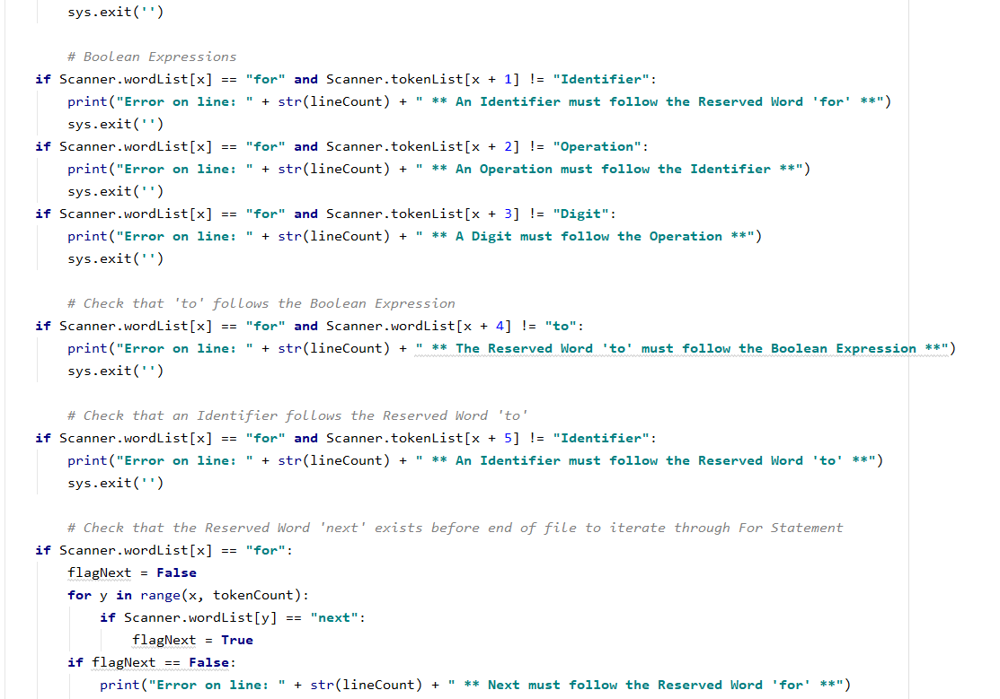 sys.exit('')
# Boolean Expressions
if Scanner.wordList[x] == "for" and Scanner.tokenList[x + 1] != "Identifier":
print("Error on line: " + str(lineCount) + " ** An Identifier must follow the Reserved Word 'for' **")
sys.exit('')
if Scanner.wordList[x] == "for" and Scanner.tokenList[x + 2] != "Operation":
print("Error on line: " + str(lineCount) + " ** An Operation must follow the Identifier **")
sys.exit('')
if Scanner.wordList[x] == "for" and Scanner.tokenList[x + 3] != "Digit":
print("Error on line: " + str(lineCount) + " ** A Digit must follow the Operation **")
sys.exit('')
# Check that 'to' follows the Boolean Expression
if Scanner.wordList[x] == "for" and Scanner.wordList[x + 4] != "to":
print("Error on line: " + str(lineCount) + " ** The Reserved Word 'to' must follow the Boolean Expression **")
sys.exit('')
# Check that an Identifier follows the Reserved Word 'to'
if Scanner.wordList[x] == "for" and Scanner.tokenList[x + 5] != "Identifier":
print("Error on line: " + str(lineCount) + " ** An Identifier must follow the Reserved Word 'to' **")
sys.exit('')
# Check that the Reserved Word 'next' exists before end of file to iterate through For Statement
if Scanner.wordList[x] == "for":
flagNext = False
for y in range(x, tokenCount):
if Scanner.wordList[y] == "next":
flagNext = True
if flagNext == False:
print("Error on line: " + str(lineCount) + " ** Next must follow the Reserved Word 'for' **")